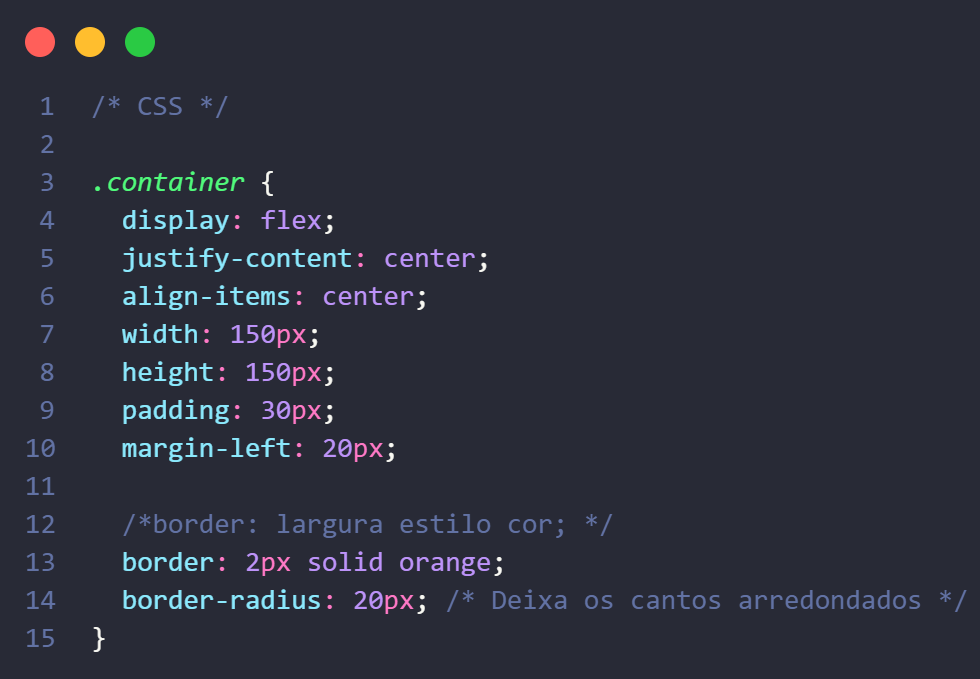 1 /* CSS */
2
3 .container {
4   display: flex;
5   justify-content: center;
6   align-items: center;
7   width: 150px;
8   height: 150px;
9   padding: 30px;
10   margin-left: 20px;
11
12   /*border: largura estilo cor; */
13   border: 2px solid orange;
14   border-radius: 20px; /* Deixa os cantos arredondados */
15 }